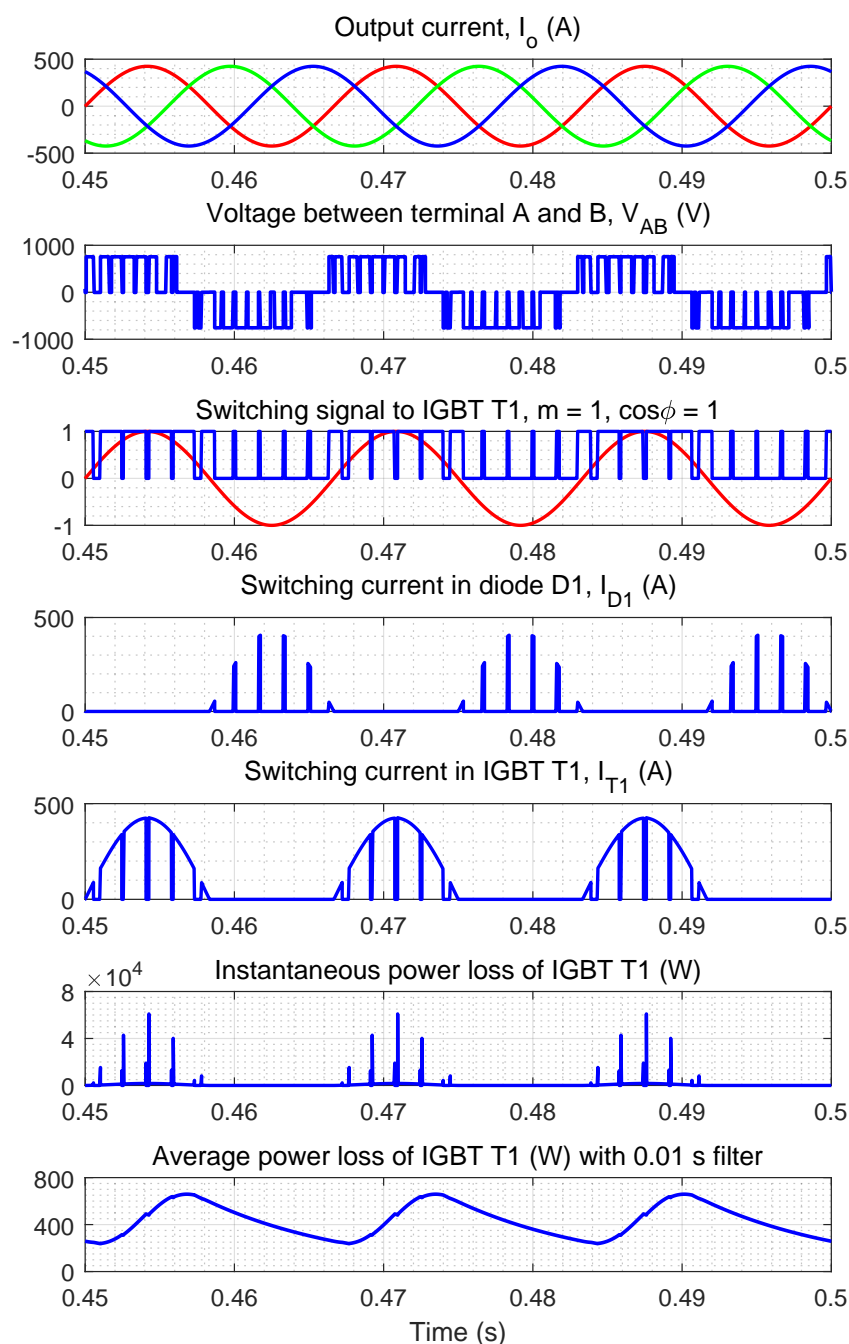 Output current, I_o (A)
500
0
-500
0.45 0.46 0.47 0.48 0.49 0.5
Voltage between terminal A and B, V_AB (V)
1000
0
-1000
0.45 0.46 0.47 0.48 0.49 0.5
Switching signal to IGBT T1, m = 1, cosϕ = 1
1
0
-1
0.45 0.46 0.47 0.48 0.49 0.5
Switching current in diode D1, I_D1 (A)
500
0
0.45 0.46 0.47 0.48 0.49 0.5
Switching current in IGBT T1, I_T1 (A)
500
0
0.45 0.46 0.47 0.48 0.49 0.5
×10^4 Instantaneous power loss of IGBT T1 (W)
8
4
0
0.45 0.46 0.47 0.48 0.49 0.5
Average power loss of IGBT T1 (W) with 0.01 s filter
800
400
0
0.45 0.46 0.47 0.48 0.49 0.5
Time (s)